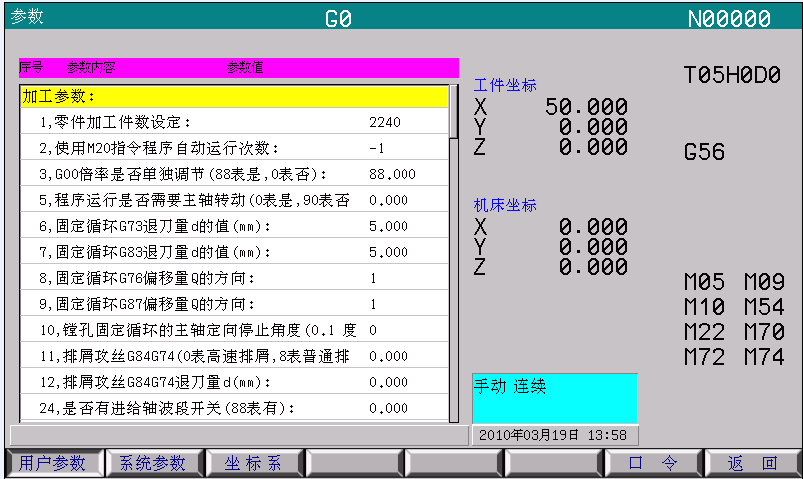 参数 G0 N00000
序号 参数内容 参数值
加工参数:
1,零件加工件数设定: 2240
2,使用M20指令程序自动运行次数: -1
3,G00倍率是否单独调节(88表是,0表否): 88.000
5,程序运行是否需要主轴转动(0表是,90表否 0.000
6,固定循环G73退刀量d的值(mm): 5.000
7,固定循环G83退刀量d的值(mm): 5.000
8,固定循环G76偏移量Q的方向: 1
9,固定循环G87偏移量Q的方向: 1
10,镗孔固定循环的主轴定向停止角度(0.1 度 0
11,排屑攻丝G84G74(0表高速排屑,8表普通排 0.000
12,排屑攻丝G84G74退刀量d(mm): 0.000
24,是否有进给轴波段开关(88表有): 0.000
工件坐标
X 50.000
Y 0.000
Z 0.000
机床坐标
X 0.000
Y 0.000
Z 0.000
T05H0D0
G56
M05 M09
M10 M54
M22 M70
M72 M74
手动 连续
2010年03月19日 13:58
用户参数 系统参数 坐标系 口令 返回